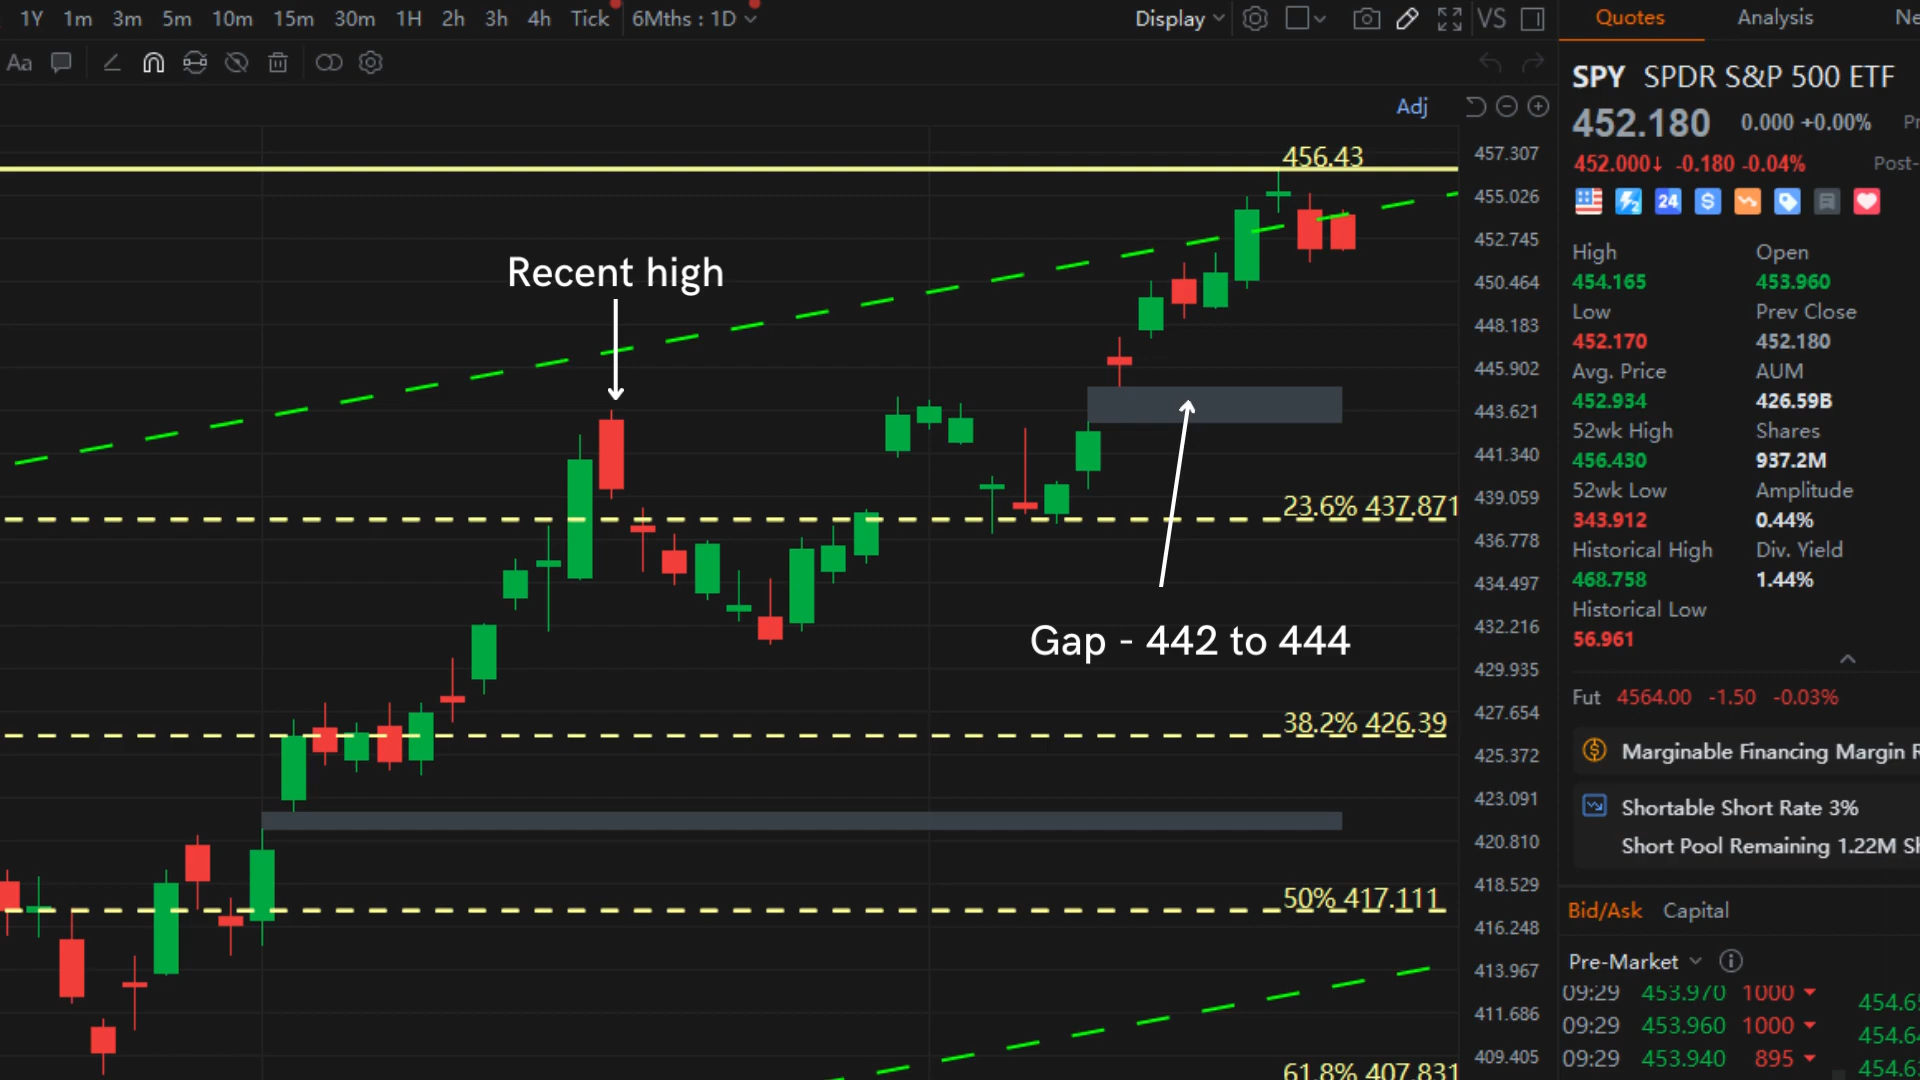 1Y 1m 3m 5m 10m 15m 30m 1H 2h 3h 4h Tick 6Mths : 1D
Display VS
Quotes Analysis Ne
Aa
Adj
SPY SPDR S&P 500 ETF
452.180 0.000 +0.00% Pr
452.000↓ -0.180 -0.04% Post-
24
High Open
454.165 453.960
Low Prev Close
452.170 452.180
Avg. Price AUM
452.934 426.59B
52wk High Shares
456.430 937.2M
52wk Low Amplitude
343.912 0.44%
Historical High Div. Yield
468.758 1.44%
Historical Low
56.961
Fut 4564.00 -1.50 -0.03%
Marginable Financing Margin R
Shortable Short Rate 3%
Short Pool Remaining 1.22M Sh
Bid/Ask Capital
Pre-Market
09:29 453.970 1000
09:29 453.960 1000
09:29 453.940 895
456.43
Recent high
23.6% 437.871
Gap - 442 to 444
38.2% 426.39
50% 417.111
61.8% 407.831
457.307
455.026
452.745
450.464
448.183
445.902
443.621
441.340
439.059
436.778
434.497
432.216
429.935
427.654
425.372
423.091
420.810
418.529
416.248
413.967
411.686
409.405